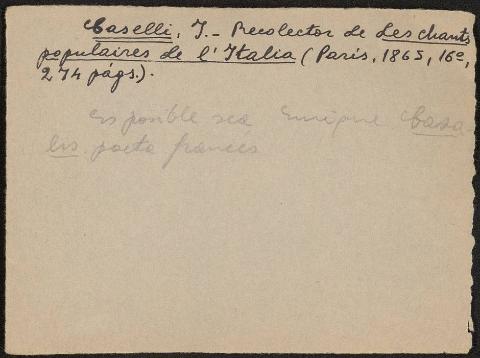 Caselli, J. - Recolector de Les chants
populaires de l'Italia (París, 1865, 16º,
274 págs.).
es posible sea Enrique Casa
lis poeta francés